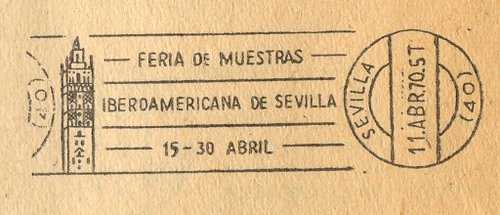 (40)
FERIA DE MUESTRAS
IBEROAMERICANA DE SEVILLA
15-30 ABRIL
SEVILLA
11.ABR.70.5T
(40)